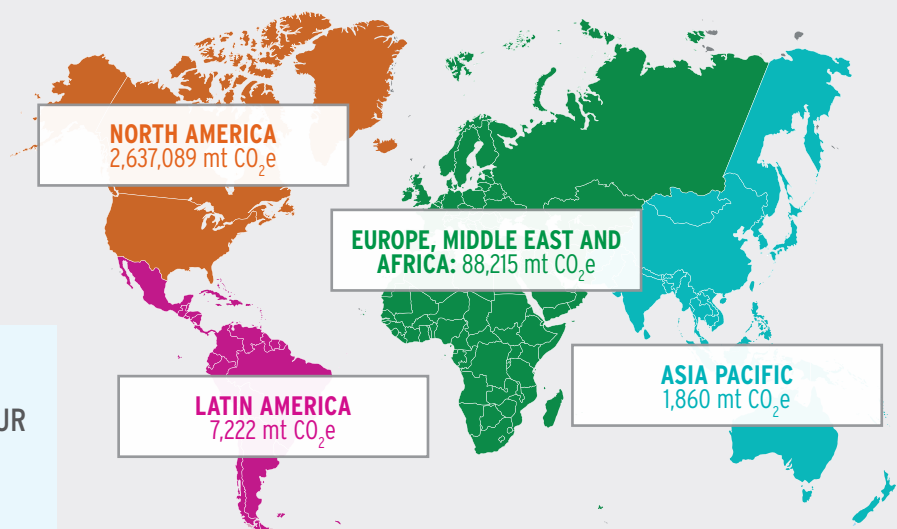 NORTH AMERICA
2,637,089 mt CO₂e
EUROPE, MIDDLE EAST AND
AFRICA: 88,215 mt CO₂e
ASIA PACIFIC
1,860 mt CO₂e
LATIN AMERICA
7,222 mt CO₂e
UR